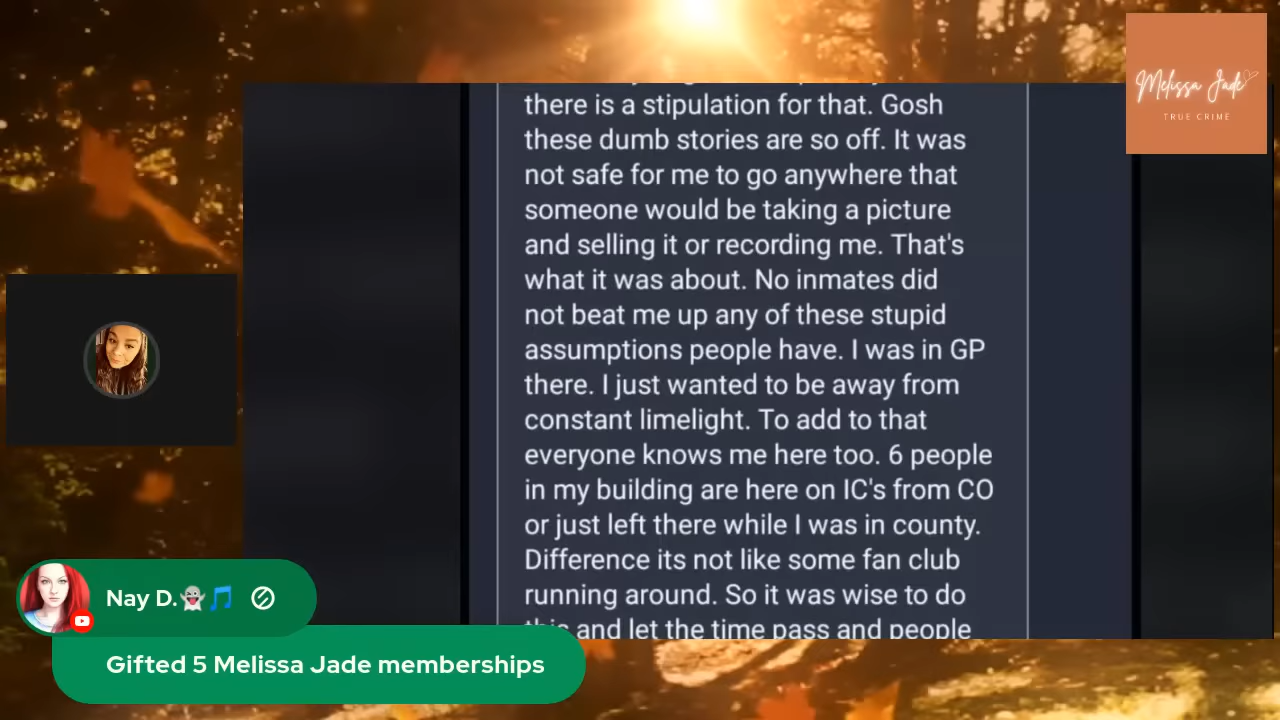 Melissa Jade
TRUE CRIME
there is a stipulation for that. Gosh
these dumb stories are so off. It was
not safe for me to go anywhere that
someone would be taking a picture
and selling it or recording me. That's
what it was about. No inmates did
not beat me up any of these stupid
assumptions people have. I was in GP
there. I just wanted to be away from
constant limelight. To add to that
everyone knows me here too. 6 people
in my building are here on IC's from CO
or just left there while I was in county.
Difference its not like some fan club
running around. So it was wise to do
this and let the time pass and people
Nay D.👻🎵
Gifted 5 Melissa Jade memberships